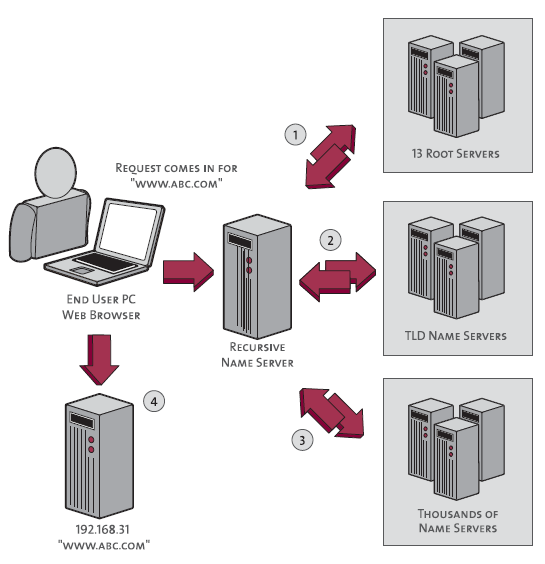 Request comes in for
"www.abc.com"
1
13 Root Servers
2
End User PC
Web Browser
Recursive
Name Server
TLD Name Servers
3
4
Thousands of
Name Servers
192.168.31
"www.abc.com"